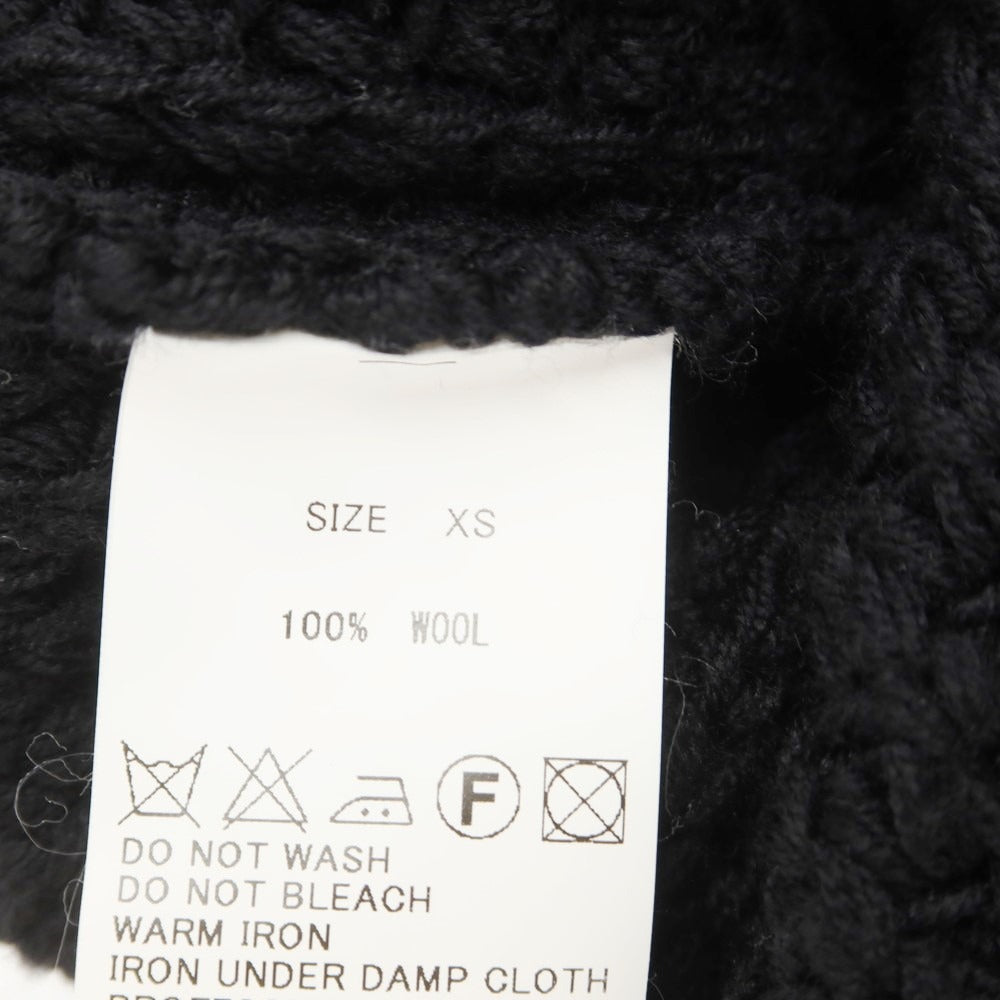 SIZE XS
100% WOOL
F
DO NOT WASH
DO NOT BLEACH
WARM IRON
IRON UNDER DAMP CLOTH